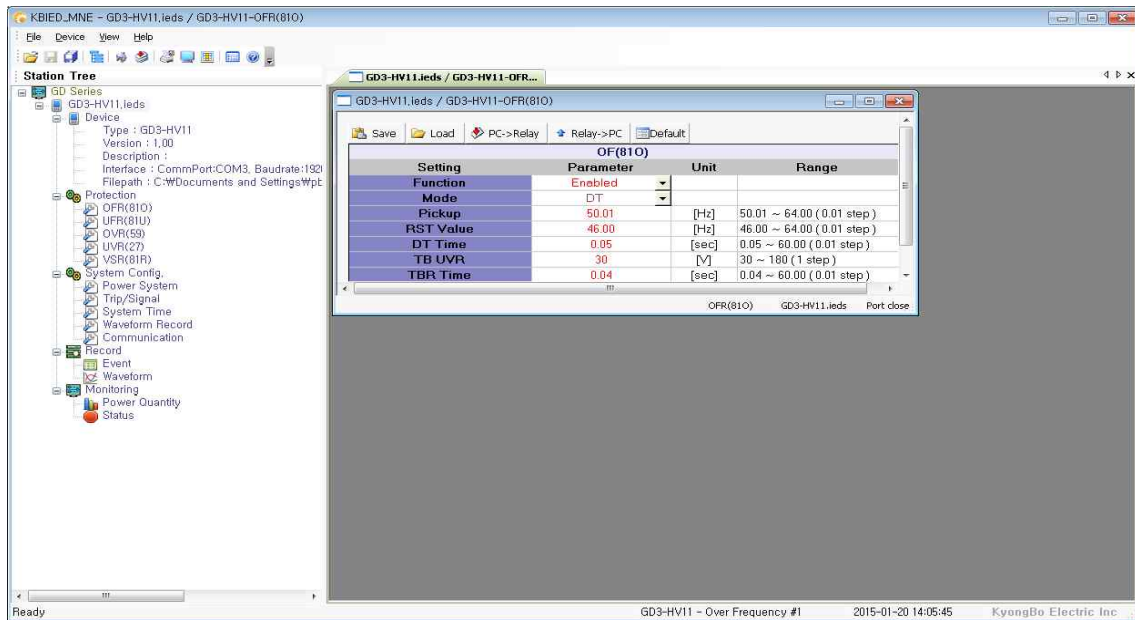 KBIED_MNE - GD3-HV11.ieds / GD3-HV11-OFR(81O)
File Device View Help
Station Tree
GD Series
GD3-HV11.ieds
Device
Type : GD3-HV11
Version : 1.00
Description :
Interface : CommPort:COM3, Baudrate:192
Filepath : C:₩Documents and Settings₩pb
Protection
OFR(81O)
UFR(81U)
OVR(59)
UVR(27)
VSR(81R)
System Config.
Power System
Trip/Signal
System Time
Waveform Record
Communication
Record
Event
Waveform
Monitoring
Power Quantity
Status
GD3-HV11.ieds / GD3-HV11-OFR...
GD3-HV11.ieds / GD3-HV11-OFR(81O)
Save Load PC->Relay Relay->PC Default
OF(81O)
Setting Parameter Unit Range
Function Enabled
Mode DT
Pickup 50.01 [Hz] 50.01 ~ 64.00 ( 0.01 step )
RST Value 46.00 [Hz] 46.00 ~ 64.00 ( 0.01 step )
DT Time 0.05 [sec] 0.05 ~ 60.00 ( 0.01 step )
TB UVR 30 [V] 30 ~ 180 ( 1 step )
TBR Time 0.04 [sec] 0.04 ~ 60.00 ( 0.01 step )
OFR(81O) GD3-HV11.ieds Port close
Ready GD3-HV11 - Over Frequency #1 2015-01-20 14:05:45 KyongBo Electric Inc